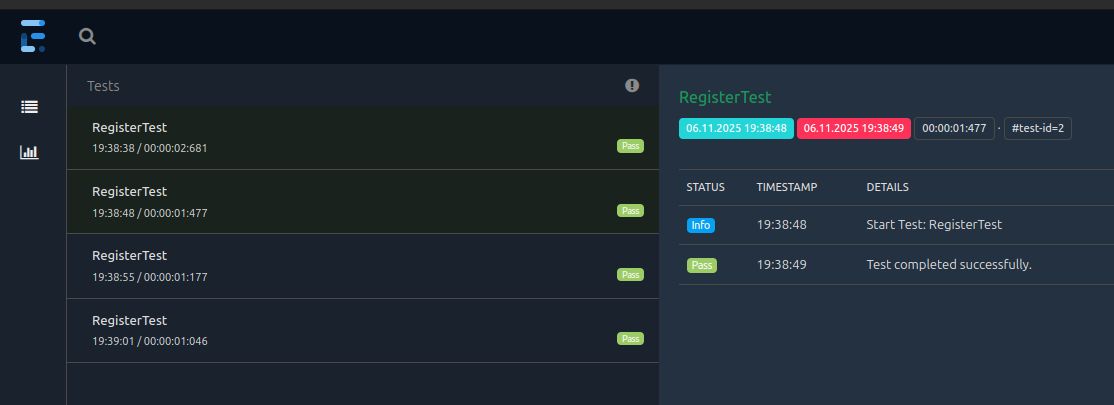 Tests
RegisterTest
19:38:38 / 00:00:02:681
Pass
RegisterTest
19:38:48 / 00:00:01:477
Pass
RegisterTest
19:38:55 / 00:00:01:177
Pass
RegisterTest
19:39:01 / 00:00:01:046
Pass
RegisterTest
06.11.2025 19:38:48 06.11.2025 19:38:49 00:00:01:477 · #test-id=2
STATUS TIMESTAMP DETAILS
Info 19:38:48 Start Test: RegisterTest
Pass 19:38:49 Test completed successfully.